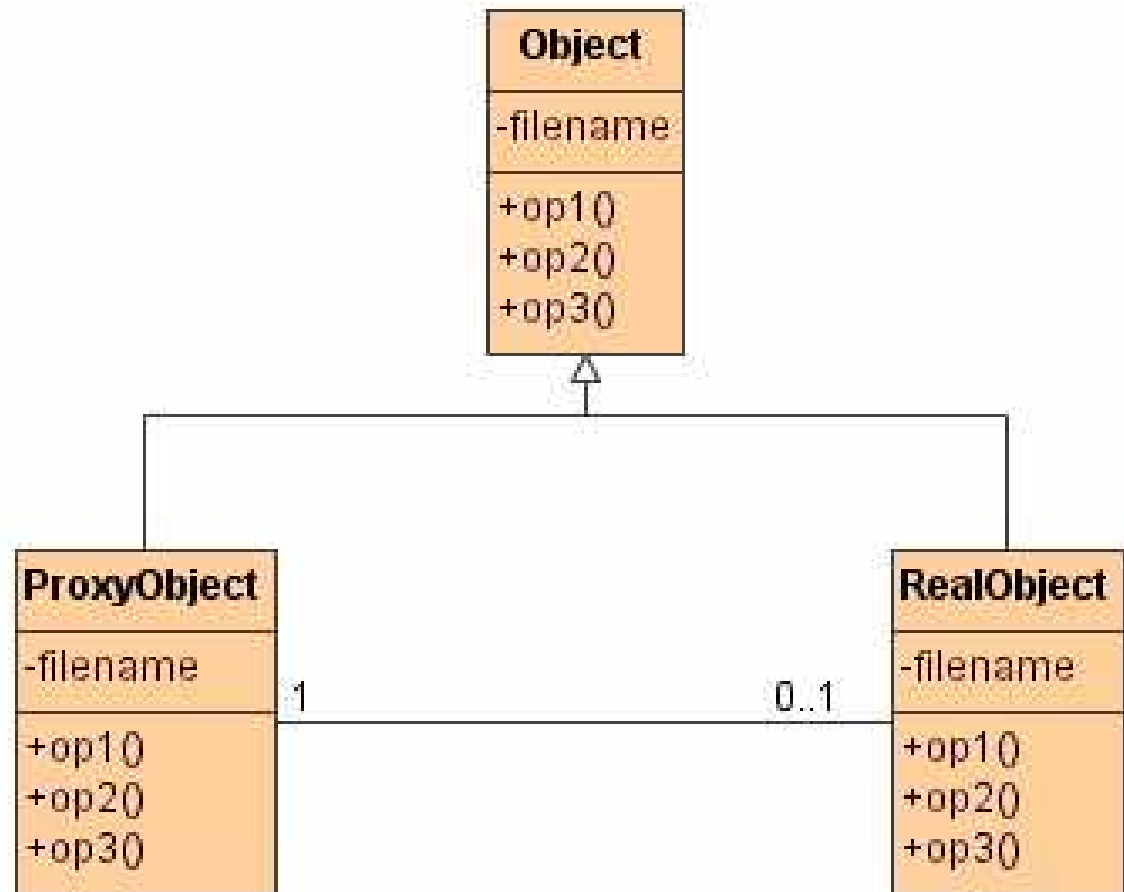 Object
-filename
+op1()
+op2()
+op3()
ProxyObject
-filename
+op1()
+op2()
+op3()
1
0..1
RealObject
-filename
+op1()
+op2()
+op3()